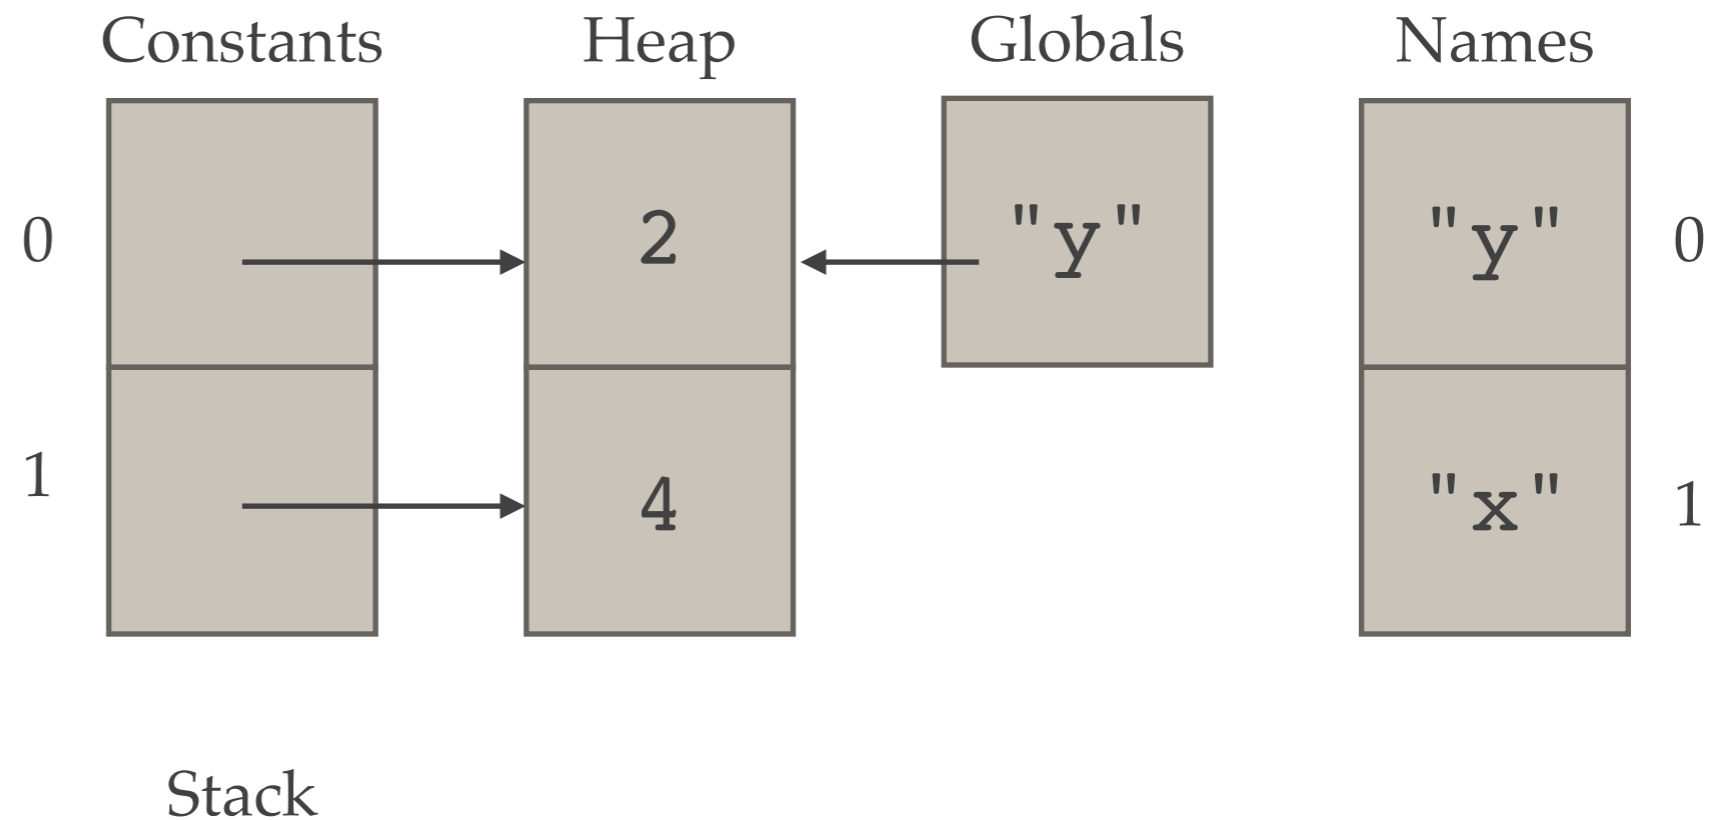 Constants Heap Globals Names
0 2 "y" "y" 0
1 4 "x" 1
Stack